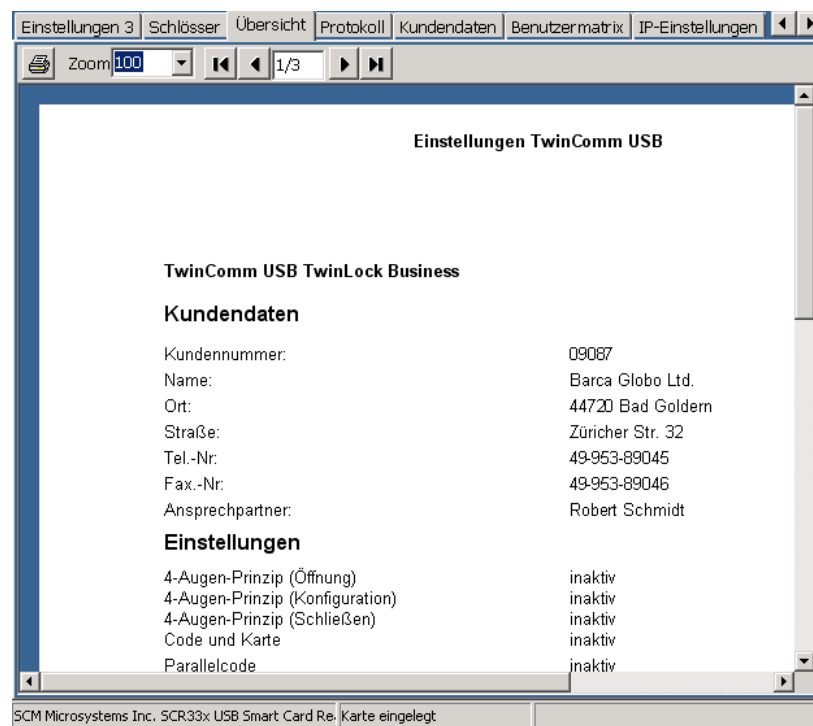 Einstellungen 3 Schlösser Übersicht Protokoll Kundendaten Benutzermatrix IP-Einstellungen
Zoom 100 1/3
Einstellungen TwinComm USB
TwinComm USB TwinLock Business
Kundendaten
Kundennummer: 09087
Name: Barca Globo Ltd.
Ort: 44720 Bad Goldern
Straße: Züricher Str. 32
Tel.-Nr: 49-953-89045
Fax.-Nr: 49-953-89046
Ansprechpartner: Robert Schmidt
Einstellungen
4-Augen-Prinzip (Öffnung) inaktiv
4-Augen-Prinzip (Konfiguration) inaktiv
4-Augen-Prinzip (Schließen) inaktiv
Code und Karte inaktiv
Parallelcode inaktiv
SCM Microsystems Inc. SCR33x USB Smart Card Re Karte eingelegt